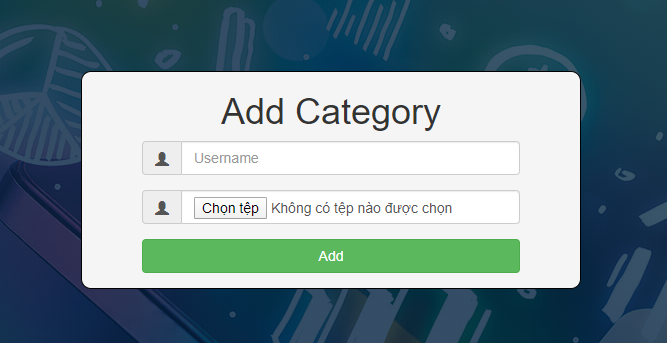 Add Category
Username
Chọn tệp Không có tệp nào được chọn
Add